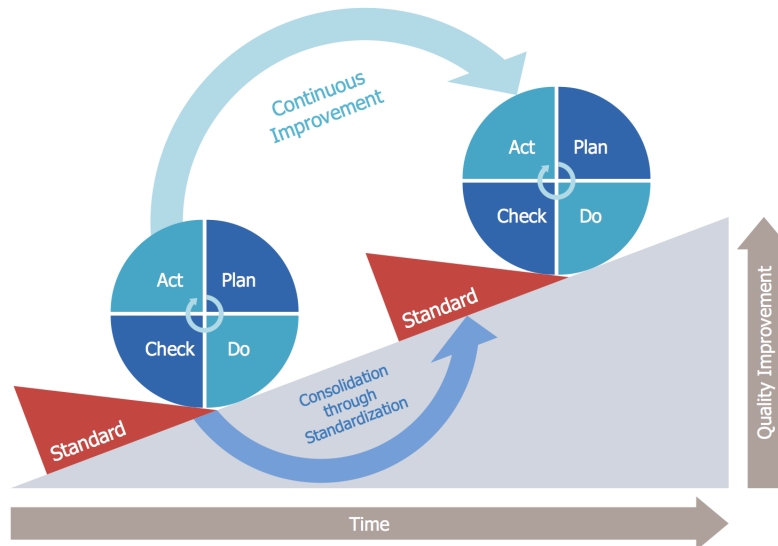 Continuous
Improvement
Act
Plan
Check
Do
Act
Plan
Check
Do
Standard
Standard
Consolidation
through
Standardization
Quality Improvement
Time